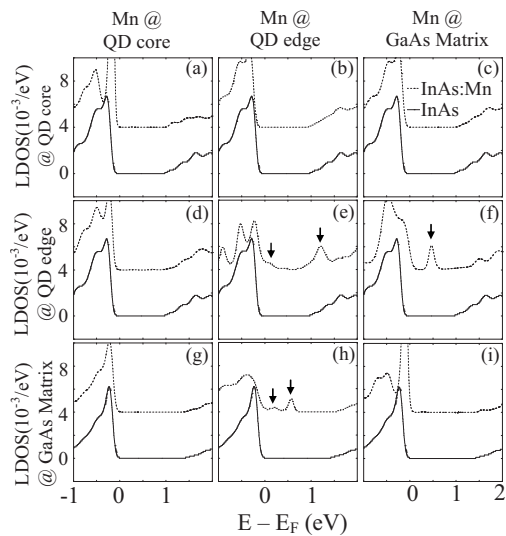 Mn @ Mn @ Mn @
QD core QD edge GaAs Matrix
LDOS(10⁻³/eV)
@ QD core
8
4
0
(a) (b) (c)
InAs:Mn
InAs
LDOS(10⁻³/eV)
@ QD edge
8
4
0
(d) (e) (f)
LDOS(10⁻³/eV)
@ GaAs Matrix
8
4
0
(g) (h) (i)
-1 0 1 0 1 0 1 2
E – E_F (eV)